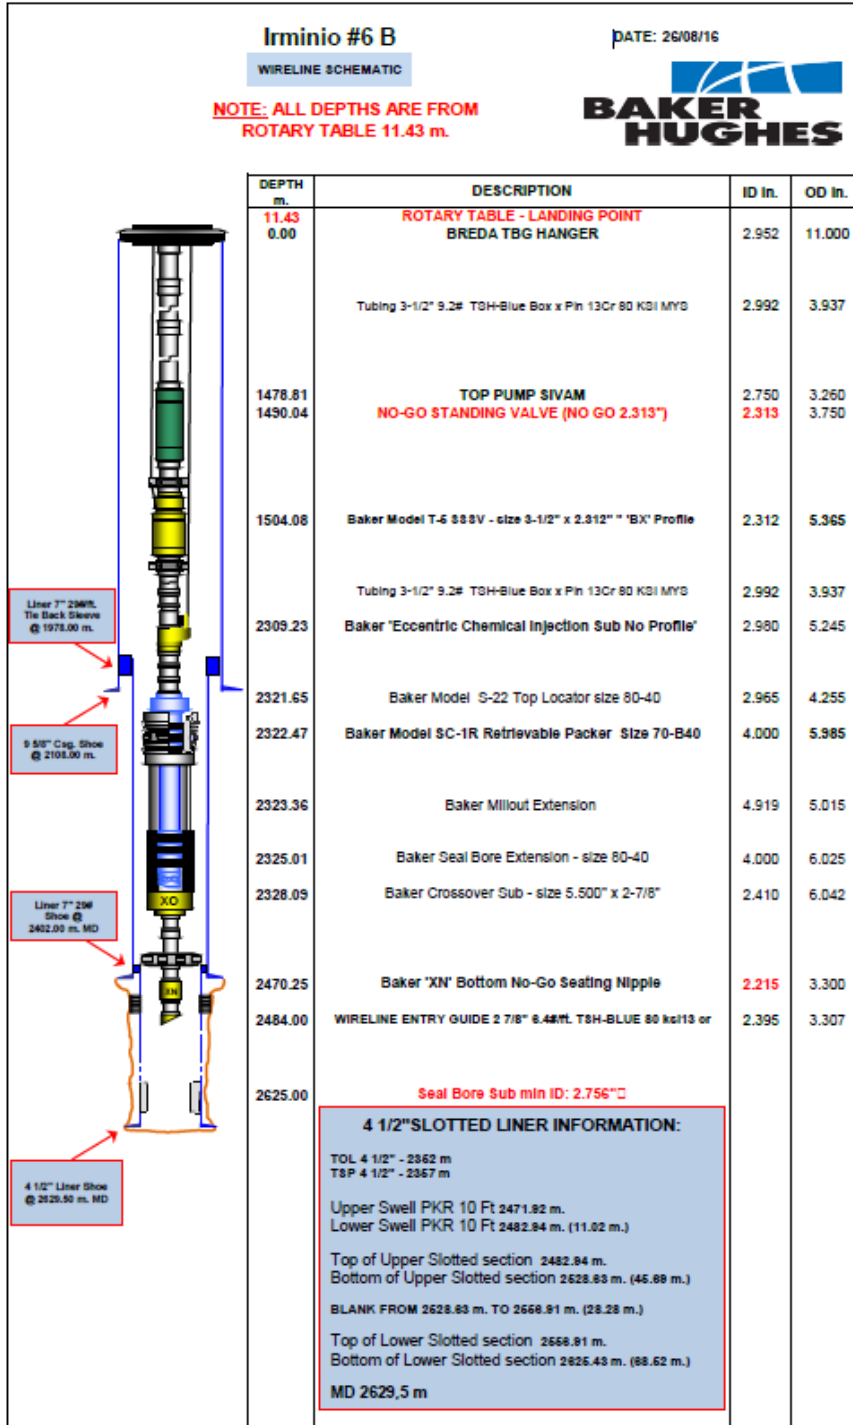 Irminio #6 B
DATE: 26/08/16
WIRELINE SCHEMATIC
NOTE: ALL DEPTHS ARE FROM
ROTARY TABLE 11.43 m.
BAKER
HUGHES
DEPTH m. DESCRIPTION ID In. OD In.
11.43 ROTARY TABLE - LANDING POINT
0.00 BREDA TBG HANGER 2.952 11.000
Tubing 3-1/2" 9.2# TSH-Blue Box x Pin 13Cr 80 KSI MYS 2.992 3.937
1478.81 TOP PUMP SIVAM 2.750 3.260
1490.04 NO-GO STANDING VALVE (NO GO 2.313") 2.313 3.750
1504.08 Baker Model T-5 SSSV - size 3-1/2" x 2.312" " 'BX' Profile 2.312 5.365
Tubing 3-1/2" 9.2# TSH-Blue Box x Pin 13Cr 80 KSI MYS 2.992 3.937
Liner 7" 29#/ft.
Tie Back Sleeve
@ 1978.00 m.
2309.23 Baker 'Eccentric Chemical Injection Sub No Profile' 2.980 5.245
2321.65 Baker Model S-22 Top Locator size 80-40 2.965 4.255
2322.47 Baker Model SC-1R Retrievable Packer Size 70-B40 4.000 5.985
9 5/8" Csg. Shoe
@ 2108.00 m.
2323.36 Baker Millout Extension 4.919 5.015
2325.01 Baker Seal Bore Extension - size 80-40 4.000 6.025
2328.09 Baker Crossover Sub - size 5.500" x 2-7/8" 2.410 6.042
XO
Liner 7" 29#
Shoe @
2402.00 m. MD
2470.25 Baker 'XN' Bottom No-Go Seating Nipple 2.215 3.300
XN
2484.00 WIRELINE ENTRY GUIDE 2 7/8" 6.4#/ft. TSH-BLUE 80 ksi13 cr 2.395 3.307
2625.00 Seal Bore Sub min ID: 2.756"□
4 1/2" Liner Shoe
@ 2629.50 m. MD
4 1/2"SLOTTED LINER INFORMATION:
TOL 4 1/2" - 2352 m
TSP 4 1/2" - 2357 m
Upper Swell PKR 10 Ft 2471.92 m.
Lower Swell PKR 10 Ft 2482.94 m. (11.02 m.)
Top of Upper Slotted section 2482.94 m.
Bottom of Upper Slotted section 2528.63 m. (45.69 m.)
BLANK FROM 2528.63 m. TO 2556.91 m. (28.28 m.)
Top of Lower Slotted section 2556.91 m.
Bottom of Lower Slotted section 2625.43 m. (68.52 m.)
MD 2629,5 m